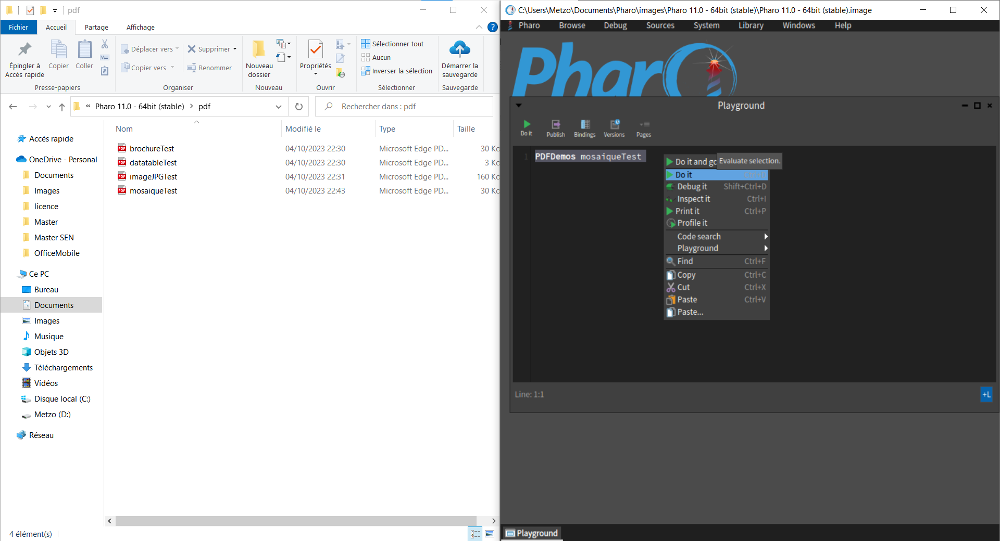 pdf
Fichier
Accueil
Partage
Affichage
Épingler à
Accès rapide
Copier
Coller
Presse-papiers
Déplacer vers
Copier vers
Supprimer
Renommer
Organiser
Nouveau
dossier
Nouveau
Propriétés
Ouvrir
Sélectionner tout
Aucun
Inverser la sélection
Sélectionner
Démarrer la
sauvegarde
Sauvegarde
« Pharo 11.0 - 64bit (stable) > pdf
Rechercher dans : pdf
Nom Modifié le Type Taille
brochureTest 04/10/2023 22:30 Microsoft Edge PD... 30 Ko
datatableTest 04/10/2023 22:30 Microsoft Edge PD... 3 Ko
imageJPGTest 04/10/2023 22:31 Microsoft Edge PD... 160 Ko
mosaiqueTest 04/10/2023 22:43 Microsoft Edge PD... 30 Ko
Accès rapide
OneDrive - Personal
Documents
Images
licence
Master
Master SEN
OfficeMobile
Ce PC
Bureau
Documents
Images
Musique
Objets 3D
Téléchargements
Vidéos
Disque local (C:)
Metzo (D:)
Réseau
4 élément(s)
C:\Users\Metzo\Documents\Pharo\images\Pharo 11.0 - 64bit (stable)\Pharo 11.0 - 64bit (stable).image
Pharo Browse Debug Sources System Library Windows Help
Pharo
Playground
Do it
Publish
Bindings
Versions
Pages
1 PDFDemos mosaiqueTest
Do it and go
Evaluate selection.
Do it Ctrl+D
Debug it Shift+Ctrl+D
Inspect it Ctrl+I
Print it Ctrl+P
Profile it
Code search
Playground
Find Ctrl+F
Copy Ctrl+C
Cut Ctrl+X
Paste Ctrl+V
Paste...
Line: 1:1
+L
Playground